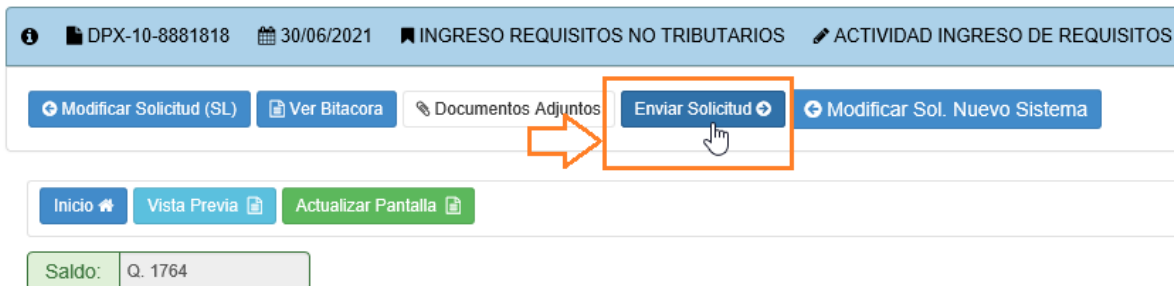 DPX-10-8881818 30/06/2021 INGRESO REQUISITOS NO TRIBUTARIOS ACTIVIDAD INGRESO DE REQUISITOS
Modificar Solicitud (SL) Ver Bitacora Documentos Adjuntos Enviar Solicitud Modificar Sol. Nuevo Sistema
Inicio Vista Previa Actualizar Pantalla
Saldo: Q. 1764